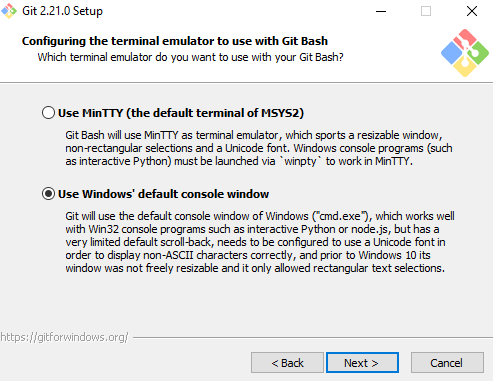 Git 2.21.0 Setup
Configuring the terminal emulator to use with Git Bash
Which terminal emulator do you want to use with your Git Bash?
Use MinTTY (the default terminal of MSYS2)
Git Bash will use MinTTY as terminal emulator, which sports a resizable window,
non-rectangular selections and a Unicode font. Windows console programs (such
as interactive Python) must be launched via `winpty` to work in MinTTY.
Use Windows' default console window
Git will use the default console window of Windows ("cmd.exe"), which works well
with Win32 console programs such as interactive Python or node.js, but has a
very limited default scroll-back, needs to be configured to use a Unicode font in
order to display non-ASCII characters correctly, and prior to Windows 10 its
window was not freely resizable and it only allowed rectangular text selections.
https://gitforwindows.org/
< Back
Next >
Cancel